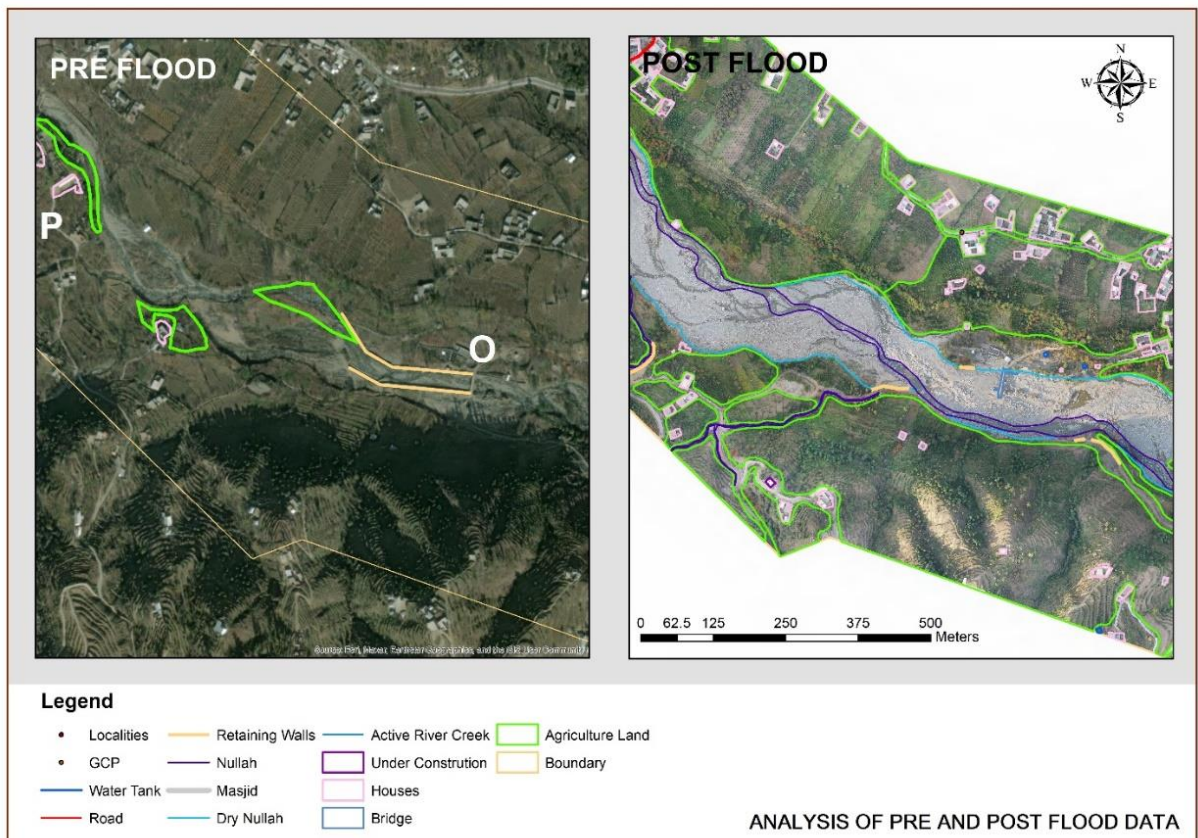 PRE FLOOD
P
O
POST FLOOD
N
W E
S
0 62.5 125 250 375 500
Meters
Legend
Localities
GCP
Water Tank
Road
Retaining Walls
Nullah
Masjid
Dry Nullah
Active River Creek
Under Constrution
Houses
Bridge
Agriculture Land
Boundary
ANALYSIS OF PRE AND POST FLOOD DATA